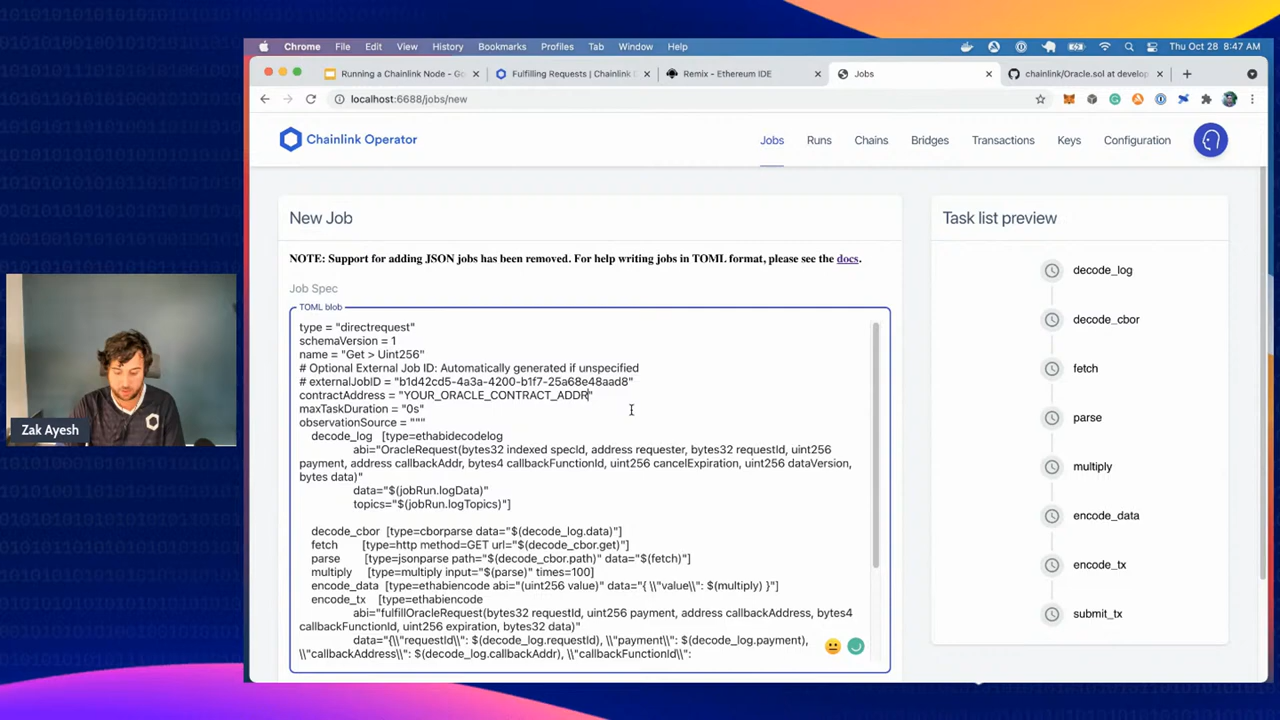 Chrome File Edit View History Bookmarks Profiles Tab Window Help Thu Oct 28 8:47 AM
Running a Chainlink Node - Go
Fulfilling Requests | Chainlink
Remix - Ethereum IDE
Jobs
chainlink/Oracle.sol at develop
localhost:6688/jobs/new
Chainlink Operator
Jobs Runs Chains Bridges Transactions Keys Configuration
New Job
NOTE: Support for adding JSON jobs has been removed. For help writing jobs in TOML format, please see the docs.
Job Spec
TOML blob
type = "directrequest"
schemaVersion = 1
name = "Get > Uint256"
# Optional External Job ID: Automatically generated if unspecified
# externalJobID = "b1d42cd5-4a3a-4200-b1f7-25a68e48aad8"
contractAddress = "YOUR_ORACLE_CONTRACT_ADDR"
maxTaskDuration = "0s"
observationSource = """
decode_log [type=ethabidecodelog
abi="OracleRequest(bytes32 indexed specId, address requester, bytes32 requestId, uint256
payment, address callbackAddr, bytes4 callbackFunctionId, uint256 cancelExpiration, uint256 dataVersion,
bytes data)"
data="$(jobRun.logData)"
topics="$(jobRun.logTopics)"]
decode_cbor [type=cborparse data="$(decode_log.data)"]
fetch [type=http method=GET url="$(decode_cbor.get)"]
parse [type=jsonparse path="$(decode_cbor.path)" data="$(fetch)"]
multiply [type=multiply input="$(parse)" times=100]
encode_data [type=ethabiencode abi="(uint256 value)" data="{ \\"value\\": $(multiply) }"]
encode_tx [type=ethabiencode
abi="fulfillOracleRequest(bytes32 requestId, uint256 payment, address callbackAddress, bytes4
callbackFunctionId, uint256 expiration, bytes32 data)"
data="{\\"requestId\\": $(decode_log.requestId), \\"payment\\": $(decode_log.payment),
\\"callbackAddress\\": $(decode_log.callbackAddr), \\"callbackFunctionId\\":
Task list preview
decode_log
decode_cbor
fetch
parse
multiply
encode_data
encode_tx
submit_tx
Zak Ayesh